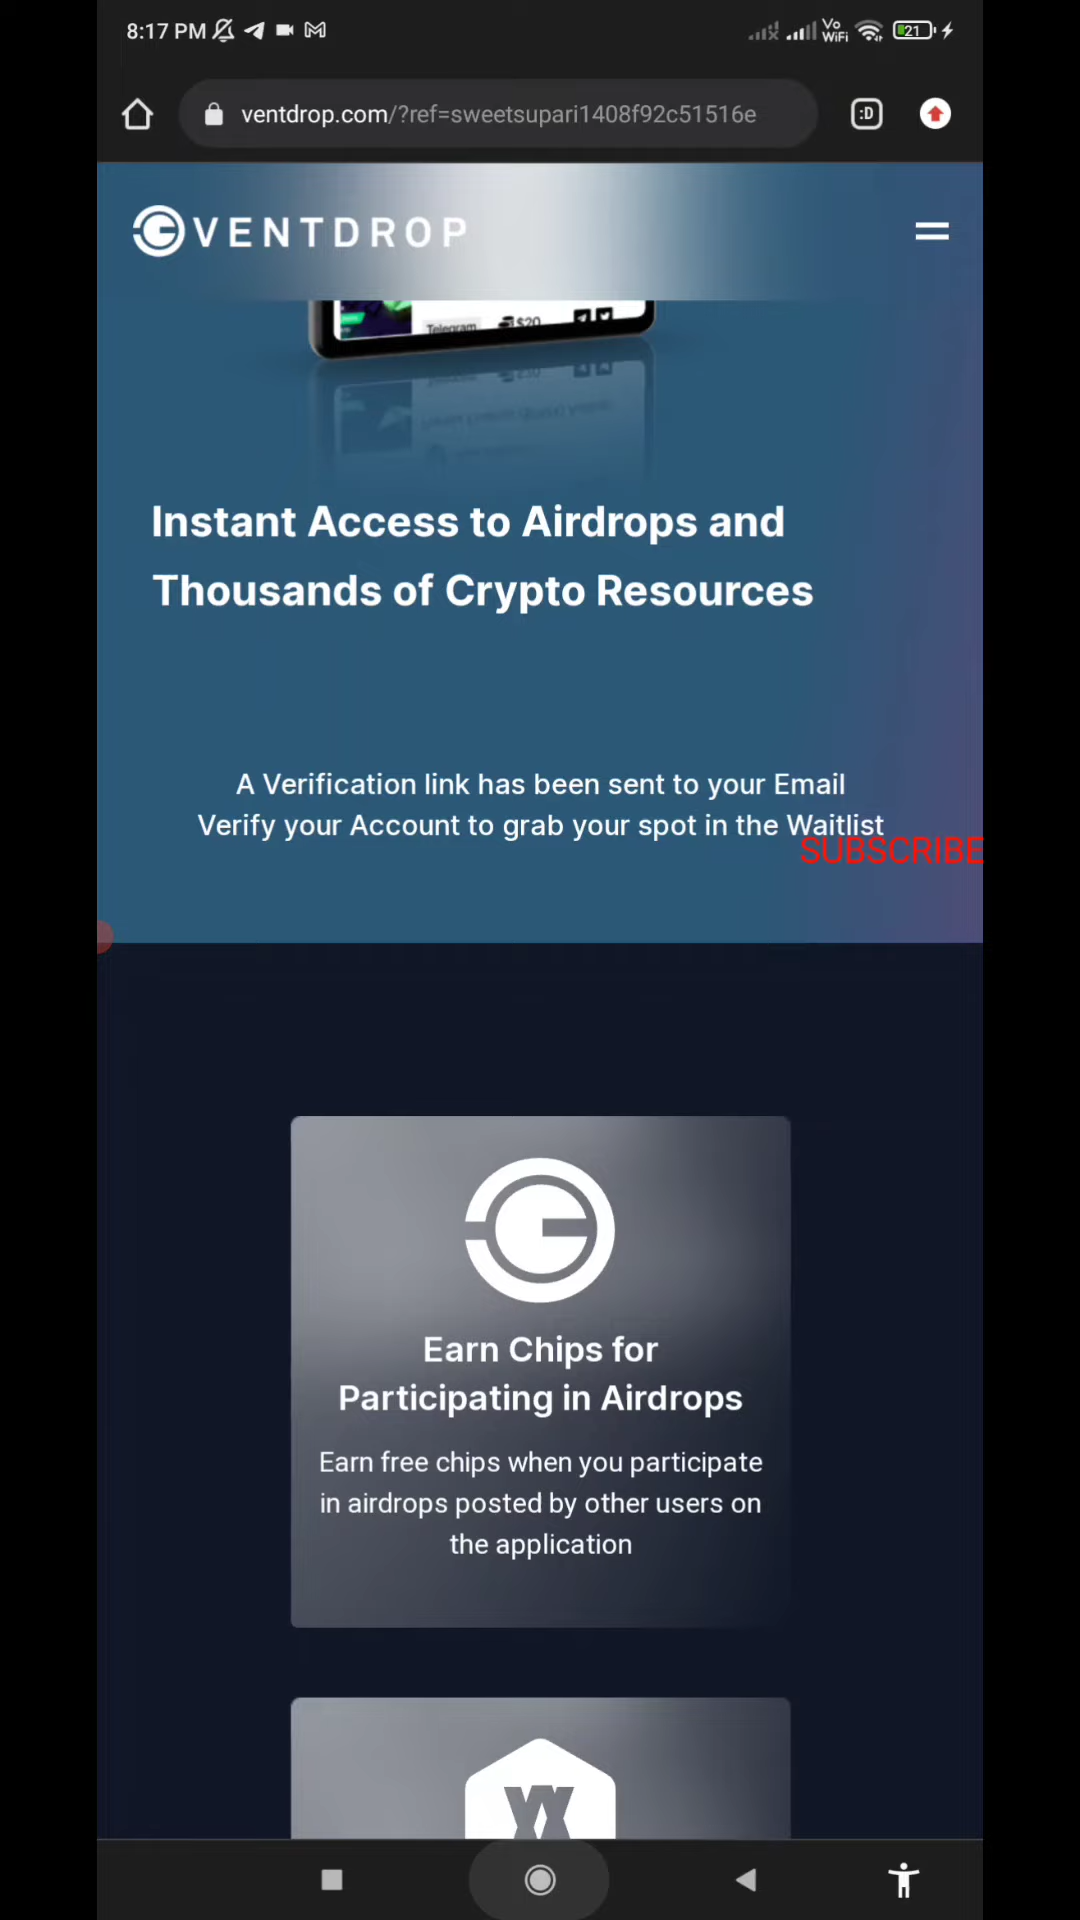 8:17 PM
Vo
WiFi
21
ventdrop.com/?ref=sweetsupari1408f92c51516e
:D
VENTDROP
Telegram
$20
Instant Access to Airdrops and
Thousands of Crypto Resources
A Verification link has been sent to your Email
Verify your Account to grab your spot in the Waitlist
SUBSCRIBE
Earn Chips for
Participating in Airdrops
Earn free chips when you participate
in airdrops posted by other users on
the application